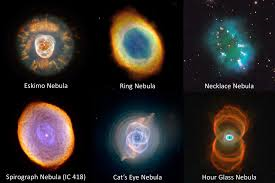 Eskimo Nebula
Ring Nebula
Necklace Nebula
Spirograph Nebula (IC 418)
Cat's Eye Nebula
Hour Glass Nebula